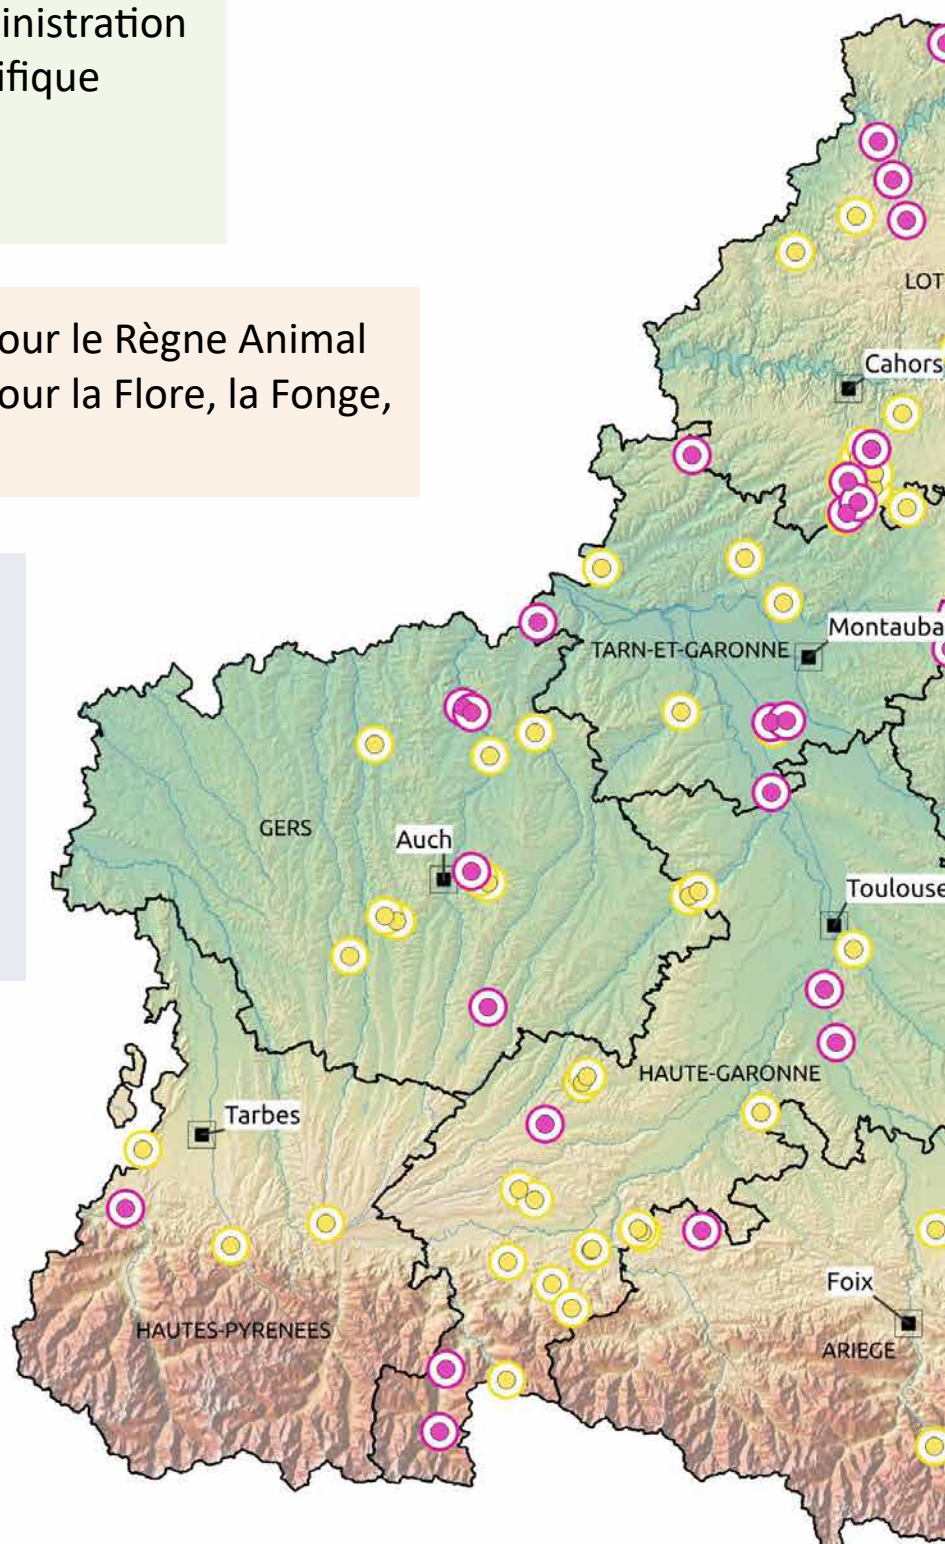 inistration
ifique
our le Règne Animal
our la Flore, la Fonge,
LOT
Cahors
Montauba
TARN-ET-GARONNE
GERS
Auch
Toulouse
HAUTE-GARONNE
Tarbes
Foix
HAUTES-PYRENEES
ARIEGE